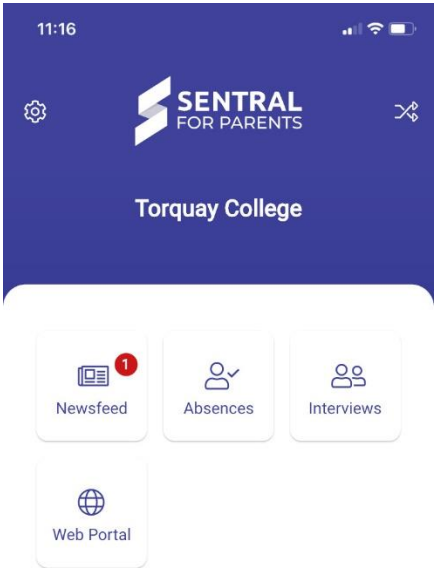 11:16
SENTRAL
FOR PARENTS
Torquay College
1
Newsfeed
Absences
Interviews
Web Portal